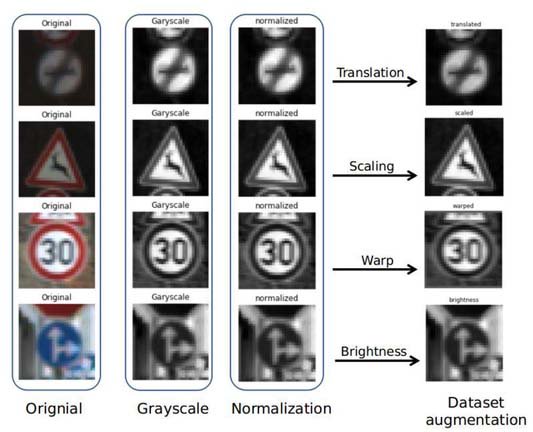 Original Garyscale normalized translated
Translation
Original Garyscale normalized scaled
Scaling
Original Garyscale normalized warped
30 30 30 30
Warp
Original Garyscale normalized brightness
Brightness
Orignial Grayscale Normalization Dataset
augmentation